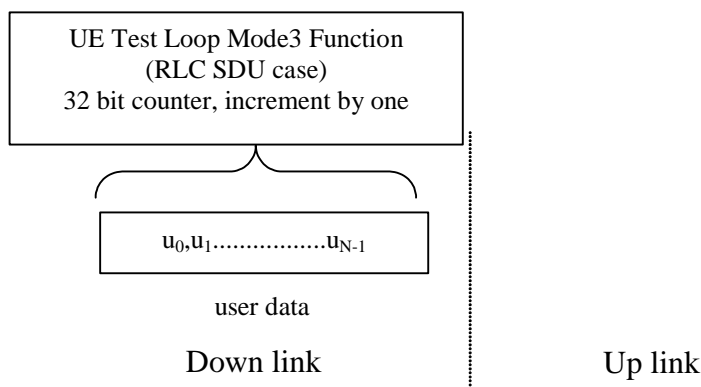 UE Test Loop Mode3 Function
(RLC SDU case)
32 bit counter, increment by one
u0,u1.................uN-1
user data
Down link
Up link